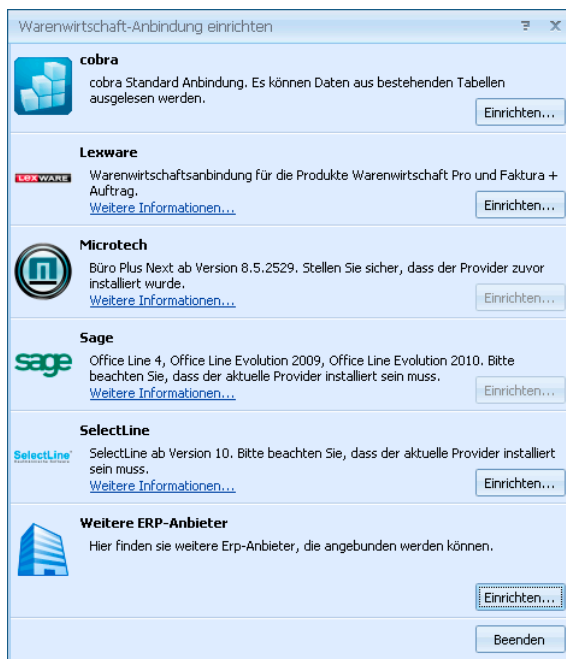 Warenwirtschaft-Anbindung einrichten
cobra
cobra Standard Anbindung. Es können Daten aus bestehenden Tabellen
ausgelesen werden.
Einrichten...
Lexware
LEXWARE
Warenwirtschaftsanbindung für die Produkte Warenwirtschaft Pro und Faktura +
Auftrag.
Weitere Informationen...
Einrichten...
Microtech
Büro Plus Next ab Version 8.5.2529. Stellen Sie sicher, dass der Provider zuvor
installiert wurde.
Weitere Informationen...
Einrichten...
Sage
sage
Office Line 4, Office Line Evolution 2009, Office Line Evolution 2010. Bitte
beachten Sie, dass der aktuelle Provider installiert sein muss.
Weitere Informationen...
Einrichten...
SelectLine
SelectLine
SelectLine ab Version 10. Bitte beachten Sie, dass der aktuelle Provider installiert
sein muss.
Weitere Informationen...
Einrichten...
Weitere ERP-Anbieter
Hier finden sie weitere Erp-Anbieter, die angebunden werden können.
Einrichten...
Beenden